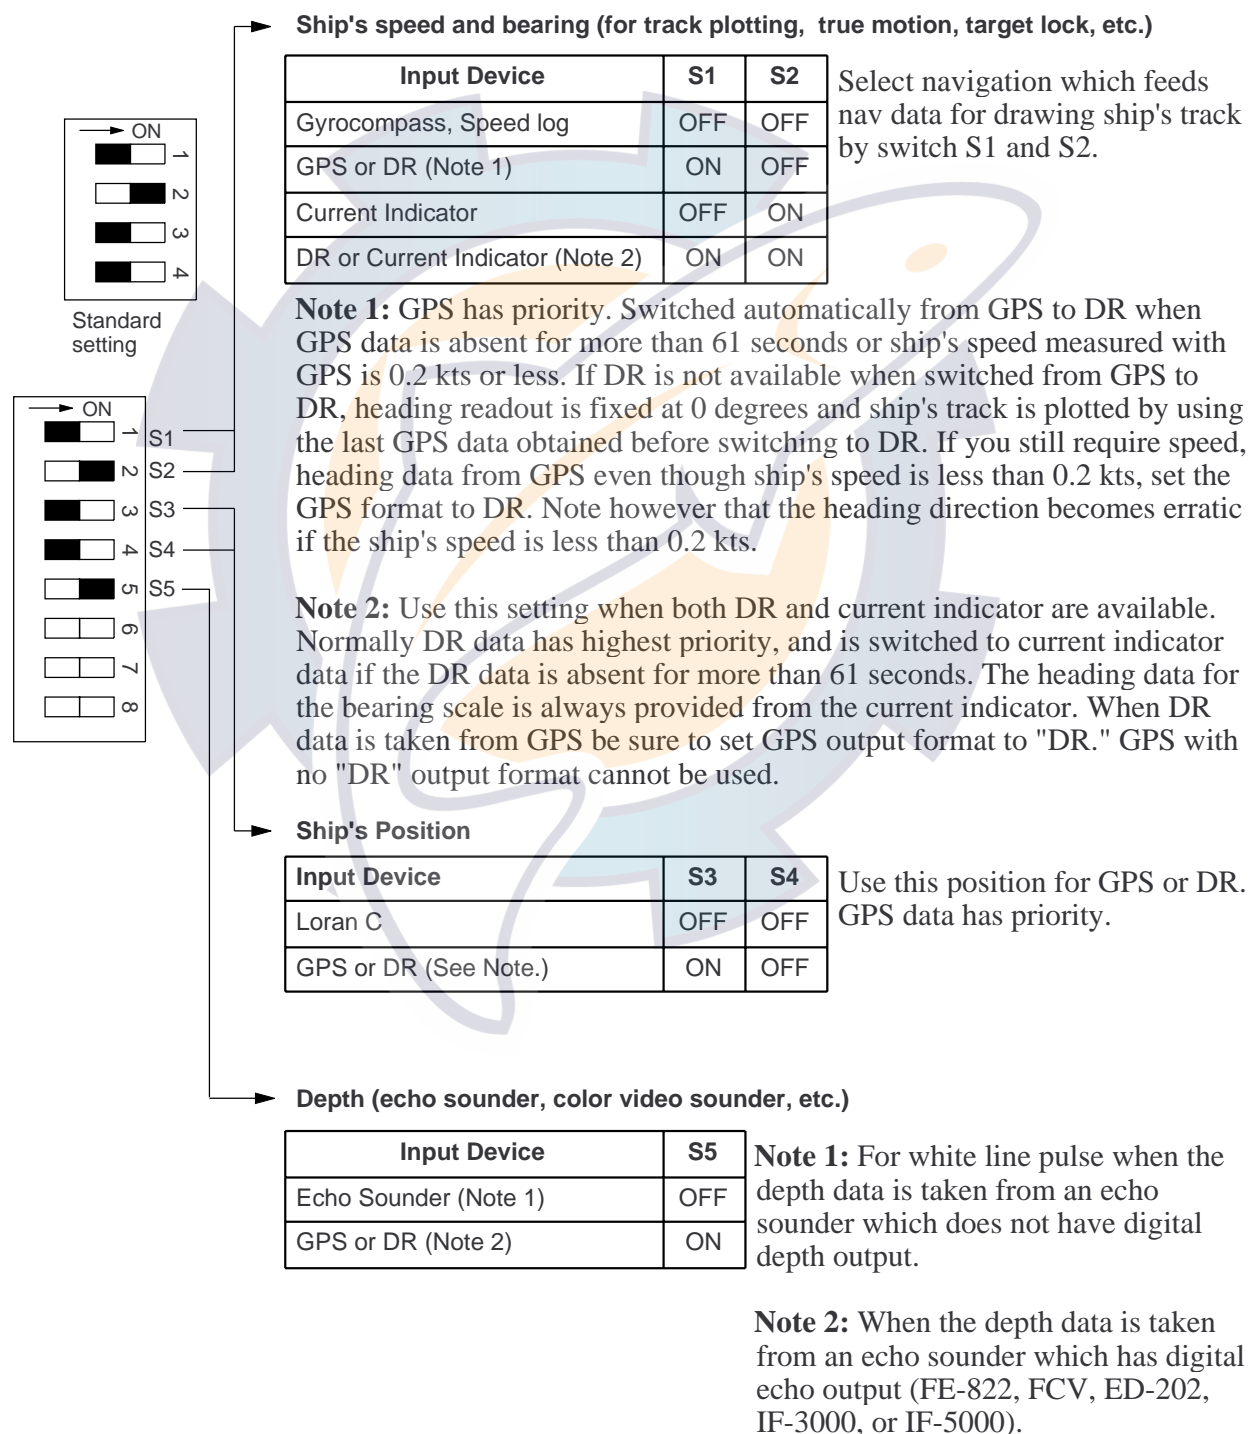 Ship's speed and bearing (for track plotting, true motion, target lock, etc.)
Input Device S1 S2
Gyrocompass, Speed log OFF OFF
GPS or DR (Note 1) ON OFF
Current Indicator OFF ON
DR or Current Indicator (Note 2) ON ON
Select navigation which feeds
nav data for drawing ship's track
by switch S1 and S2.
ON
1
2
3
4
Standard
setting
Note 1: GPS has priority. Switched automatically from GPS to DR when
GPS data is absent for more than 61 seconds or ship's speed measured with
GPS is 0.2 kts or less. If DR is not available when switched from GPS to
DR, heading readout is fixed at 0 degrees and ship's track is plotted by using
the last GPS data obtained before switching to DR. If you still require speed,
heading data from GPS even though ship's speed is less than 0.2 kts, set the
GPS format to DR. Note however that the heading direction becomes erratic
if the ship's speed is less than 0.2 kts.
ON
1 S1
2 S2
3 S3
4 S4
5 S5
6
7
8
Note 2: Use this setting when both DR and current indicator are available.
Normally DR data has highest priority, and is switched to current indicator
data if the DR data is absent for more than 61 seconds. The heading data for
the bearing scale is always provided from the current indicator. When DR
data is taken from GPS be sure to set GPS output format to "DR." GPS with
no "DR" output format cannot be used.
Ship's Position
Input Device S3 S4
Loran C OFF OFF
GPS or DR (See Note.) ON OFF
Use this position for GPS or DR.
GPS data has priority.
Depth (echo sounder, color video sounder, etc.)
Input Device S5
Echo Sounder (Note 1) OFF
GPS or DR (Note 2) ON
Note 1: For white line pulse when the
depth data is taken from an echo
sounder which does not have digital
depth output.
Note 2: When the depth data is taken
from an echo sounder which has digital
echo output (FE-822, FCV, ED-202,
IF-3000, or IF-5000).